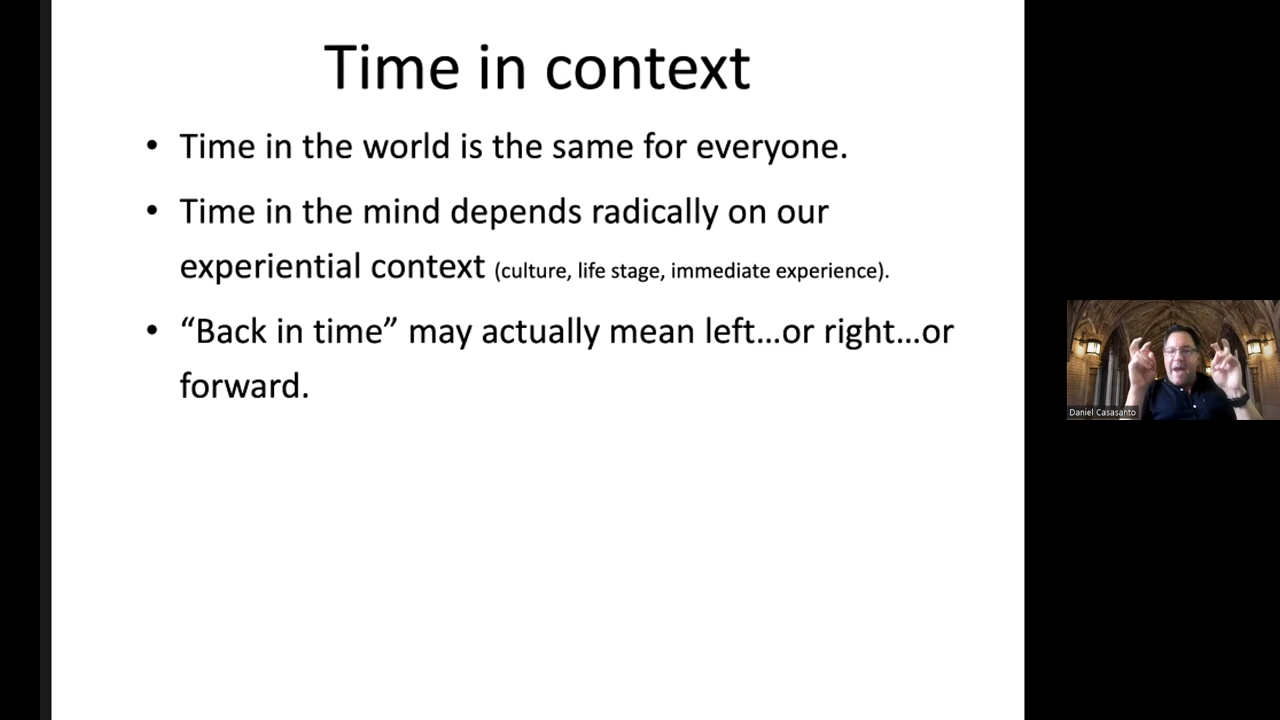 Time in context
• Time in the world is the same for everyone.
• Time in the mind depends radically on our
experiential context (culture, life stage, immediate experience).
• “Back in time” may actually mean left…or right…or
forward.
Daniel Casasanto